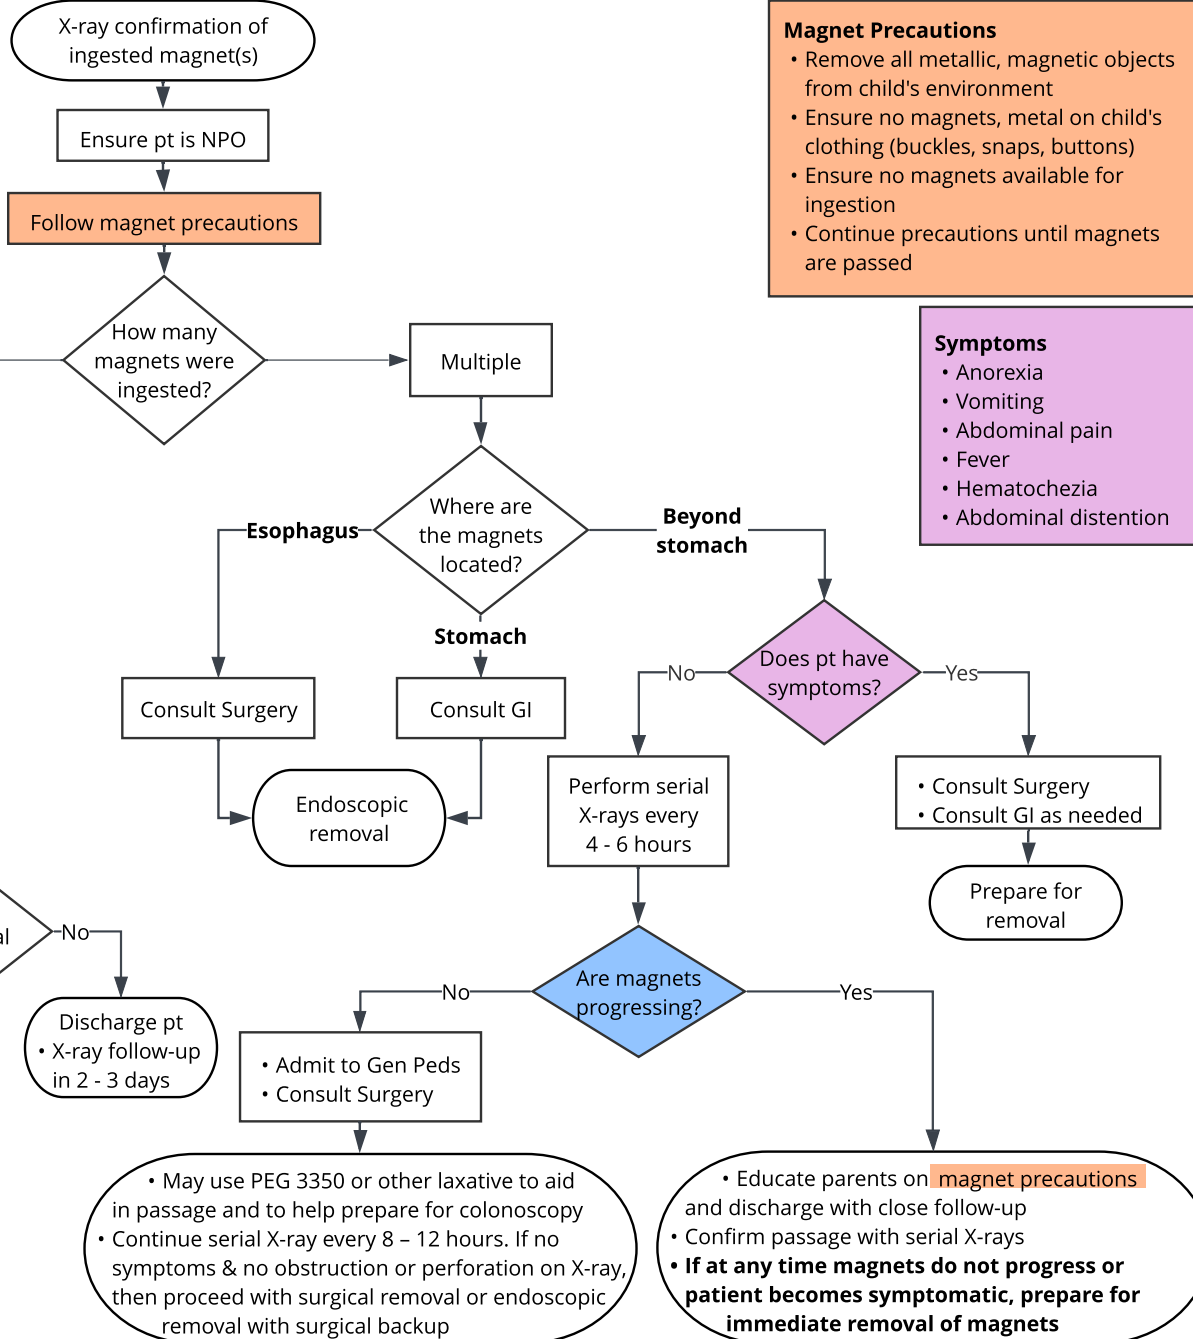 X-ray confirmation of
ingested magnet(s)
Ensure pt is NPO
Follow magnet precautions
How many
magnets were
ingested?
Multiple
Magnet Precautions
• Remove all metallic, magnetic objects
from child's environment
• Ensure no magnets, metal on child's
clothing (buckles, snaps, buttons)
• Ensure no magnets available for
ingestion
• Continue precautions until magnets
are passed
Symptoms
• Anorexia
• Vomiting
• Abdominal pain
• Fever
• Hematochezia
• Abdominal distention
Where are
the magnets
located?
Esophagus
Stomach
Beyond
stomach
Consult Surgery
Consult GI
Endoscopic
removal
Does pt have
symptoms?
No
Yes
Perform serial
X-rays every
4 - 6 hours
• Consult Surgery
• Consult GI as needed
Prepare for
removal
No
Discharge pt
• X-ray follow-up
in 2 - 3 days
Are magnets
progressing?
No
Yes
• Admit to Gen Peds
• Consult Surgery
• May use PEG 3350 or other laxative to aid
in passage and to help prepare for colonoscopy
• Continue serial X-ray every 8 – 12 hours. If no
symptoms & no obstruction or perforation on X-ray,
then proceed with surgical removal or endoscopic
removal with surgical backup
• Educate parents on magnet precautions
and discharge with close follow-up
• Confirm passage with serial X-rays
• If at any time magnets do not progress or
patient becomes symptomatic, prepare for
immediate removal of magnets